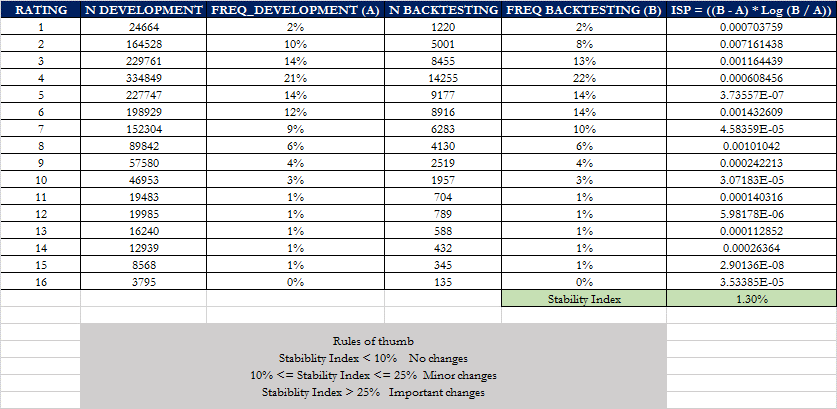 RATING N DEVELOPMENT FREQ_DEVELOPMENT (A) N BACKTESTING FREQ BACKTESTING (B) ISP = ((B - A) * Log (B / A))
1 24664 2% 1220 2% 0.000703759
2 164528 10% 5001 8% 0.007161438
3 229761 14% 8455 13% 0.001164439
4 334849 21% 14255 22% 0.000608456
5 227747 14% 9177 14% 3.73557E-07
6 198929 12% 8916 14% 0.001432609
7 152304 9% 6283 10% 4.58359E-05
8 89842 6% 4130 6% 0.00101042
9 57580 4% 2519 4% 0.000242213
10 46953 3% 1957 3% 3.07183E-05
11 19483 1% 704 1% 0.000140316
12 19985 1% 789 1% 5.98178E-06
13 16240 1% 588 1% 0.000112852
14 12939 1% 432 1% 0.00026364
15 8568 1% 345 1% 2.90136E-08
16 3795 0% 135 0% 3.53385E-05
Stability Index 1.30%
Rules of thumb
Stabiblity Index < 10% No changes
10% <= Stability Index <= 25% Minor changes
Stabiblity Index > 25% Important changes